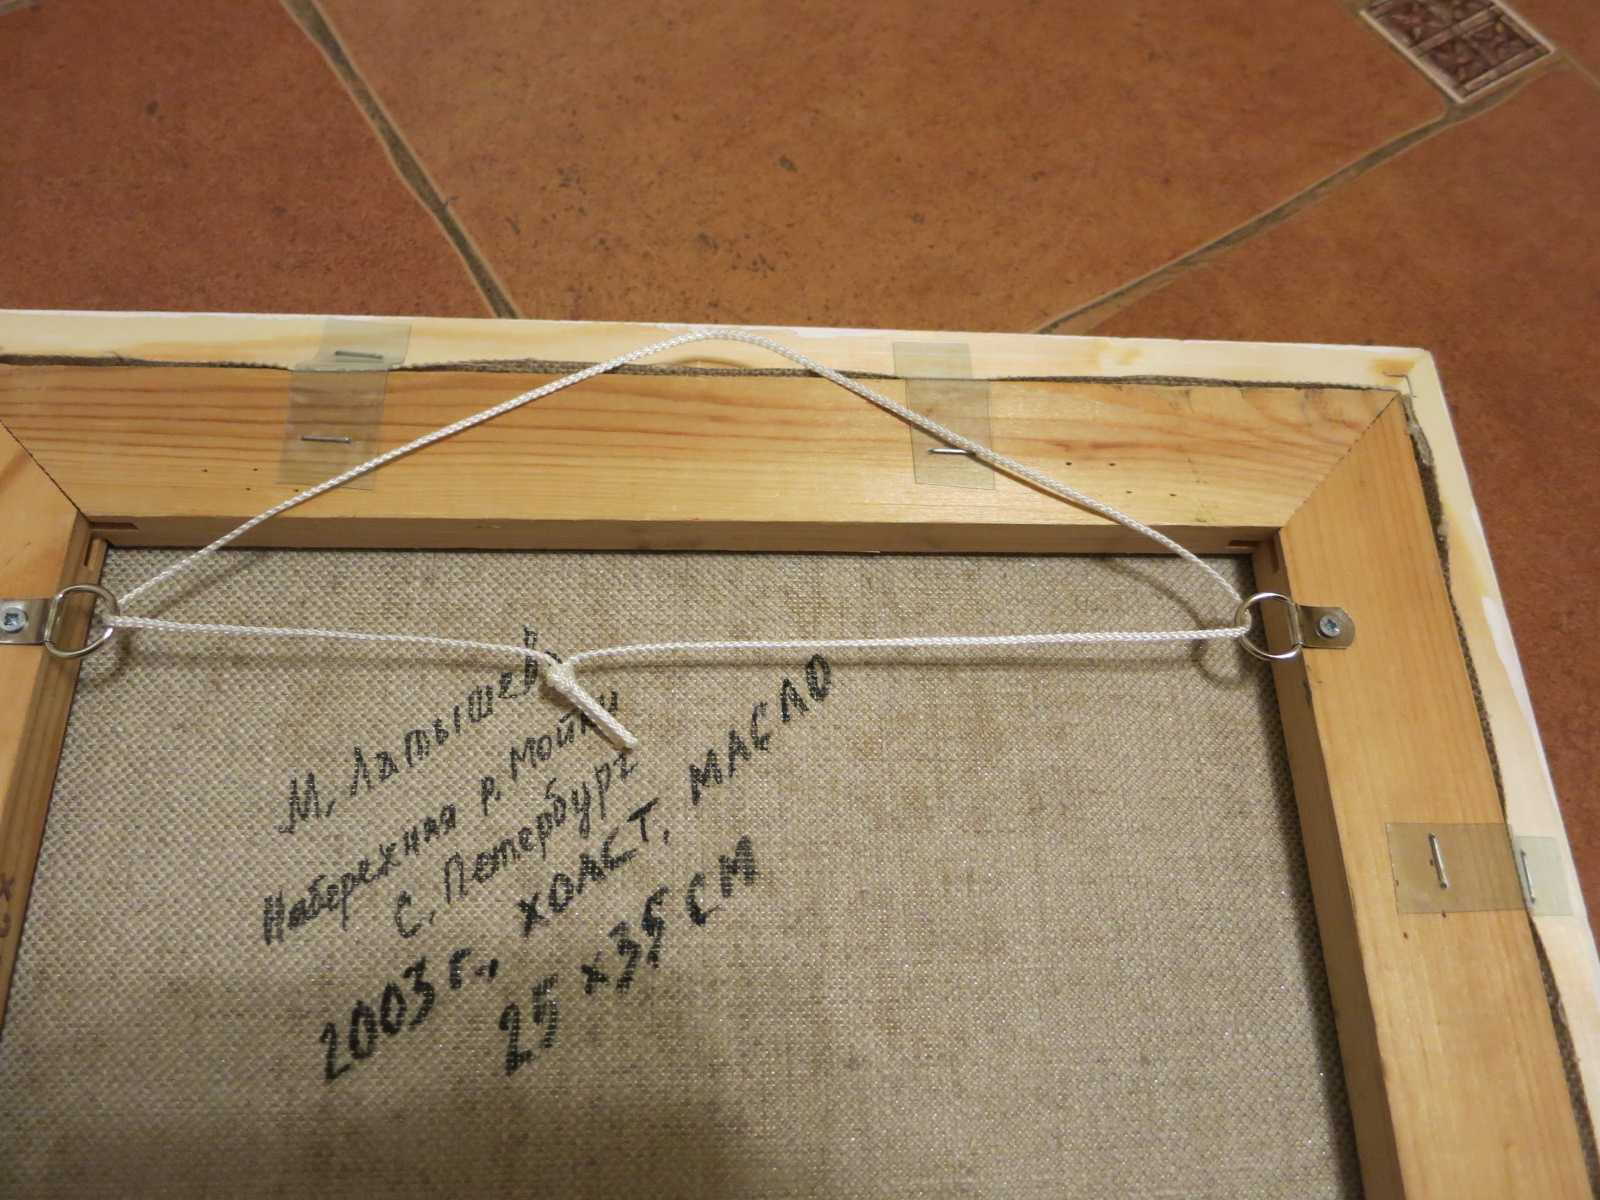 М. Латышев
Набережная р. Мойки
С. Петербург
2003 г., ХОЛСТ, МАСЛО
25 х 35 СМ